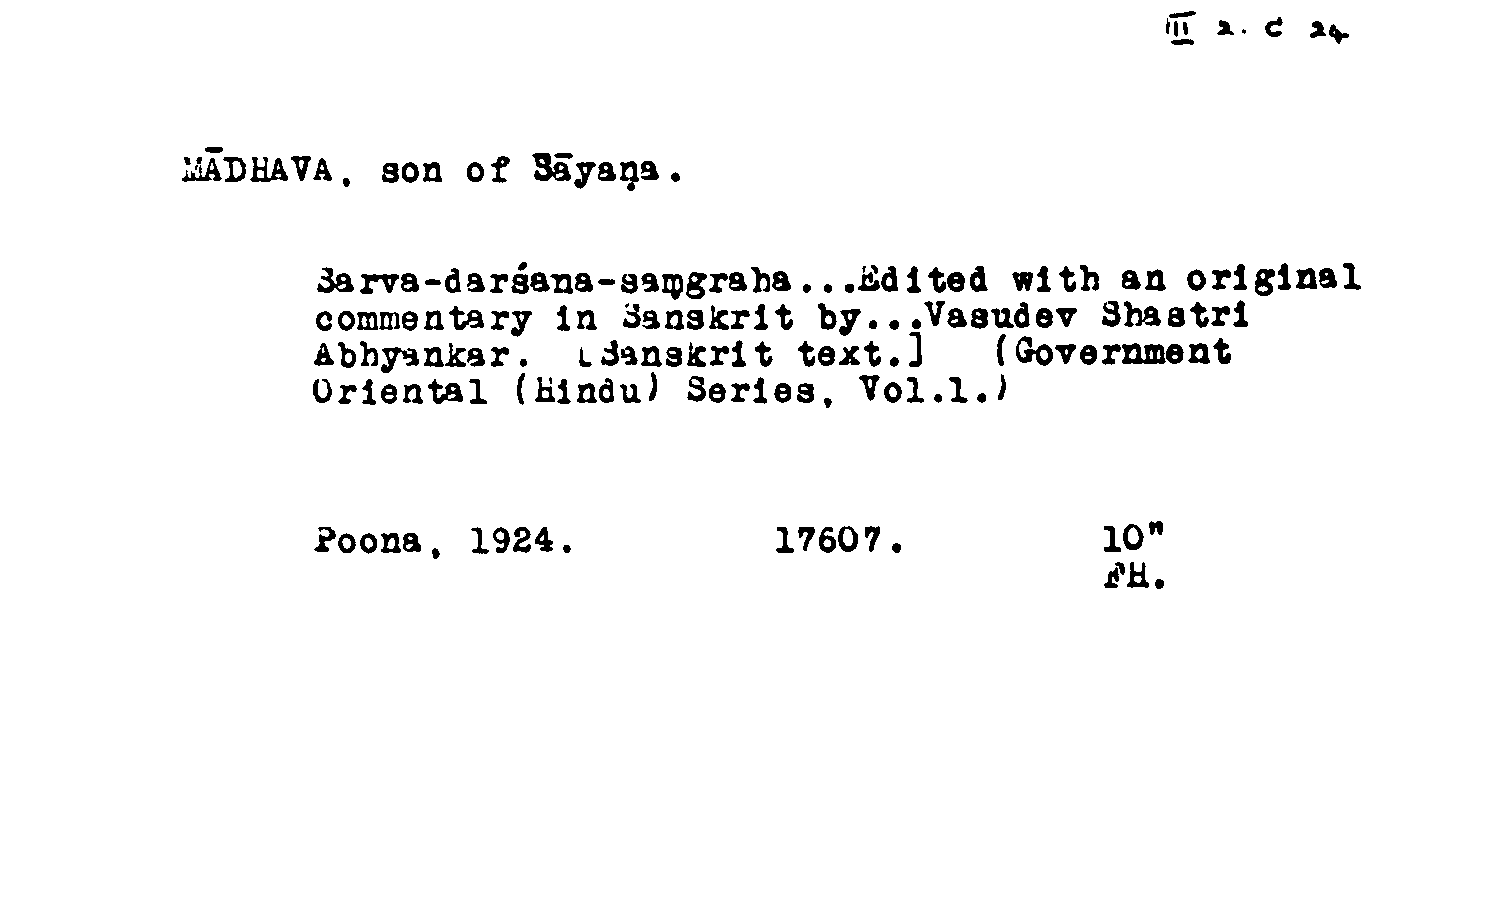 III 2. C 24
MĀDHAVA, son of Sāyaṇa.
Sarva-darśana-saṃgraha...Edited with an original
commentary in Sanskrit by...Vasudev Shastri
Abhyankar. [Sanskrit text.] (Government
Oriental (Hindu) Series, Vol.1.)
Poona, 1924. 17607. 10"
FH.